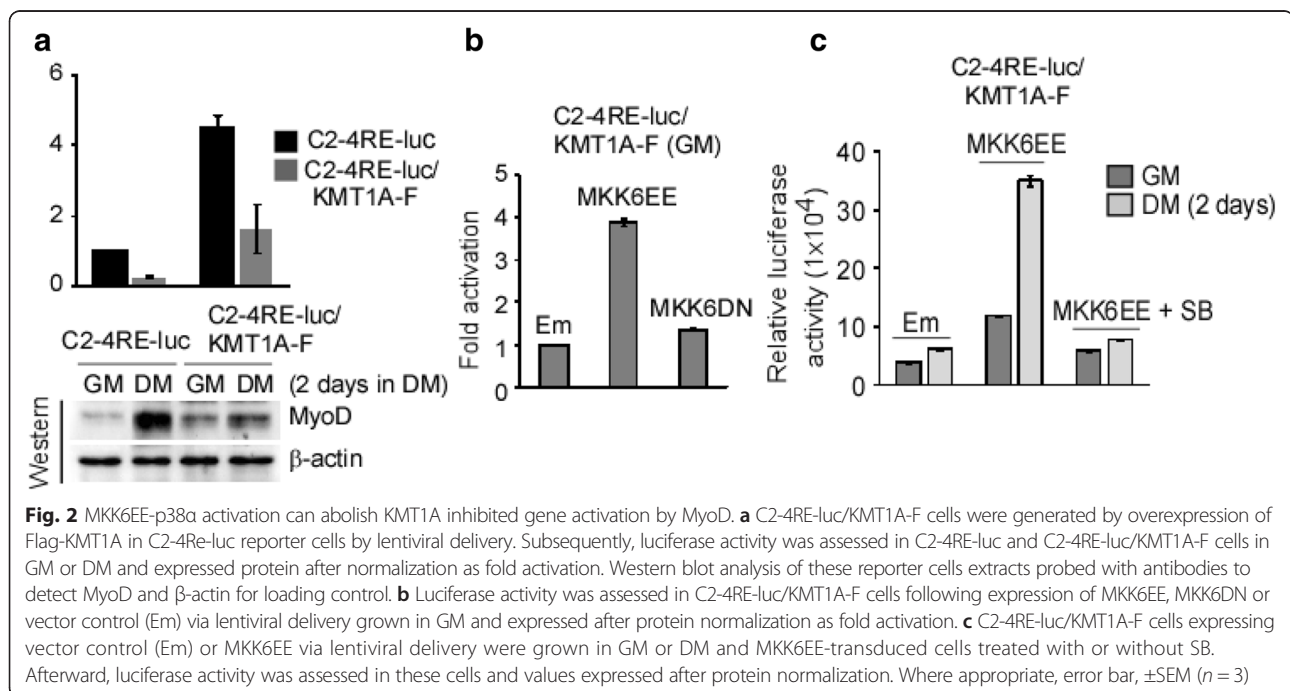 a
6
4
2
0
C2-4RE-luc
C2-4RE-luc/
KMT1A-F
C2-4RE-luc
C2-4RE-luc/
KMT1A-F
GM DM GM DM (2 days in DM)
Western
MyoD
β-actin
b
C2-4RE-luc/
KMT1A-F (GM)
Fold activation
5
4
3
2
1
0
Em
MKK6EE
MKK6DN
c
C2-4RE-luc/
KMT1A-F
Relative luciferase
activity (1x10⁴)
40
30
20
10
0
Em
MKK6EE
MKK6EE + SB
GM
DM (2 days)
Fig. 2 MKK6EE-p38α activation can abolish KMT1A inhibited gene activation by MyoD. a C2-4RE-luc/KMT1A-F cells were generated by overexpression of
Flag-KMT1A in C2-4Re-luc reporter cells by lentiviral delivery. Subsequently, luciferase activity was assessed in C2-4RE-luc and C2-4RE-luc/KMT1A-F cells in
GM or DM and expressed protein after normalization as fold activation. Western blot analysis of these reporter cells extracts probed with antibodies to
detect MyoD and β-actin for loading control. b Luciferase activity was assessed in C2-4RE-luc/KMT1A-F cells following expression of MKK6EE, MKK6DN or
vector control (Em) via lentiviral delivery grown in GM and expressed after protein normalization as fold activation. c C2-4RE-luc/KMT1A-F cells expressing
vector control (Em) or MKK6EE via lentiviral delivery were grown in GM or DM and MKK6EE-transduced cells treated with or without SB.
Afterward, luciferase activity was assessed in these cells and values expressed after protein normalization. Where appropriate, error bar, ±SEM (n = 3)